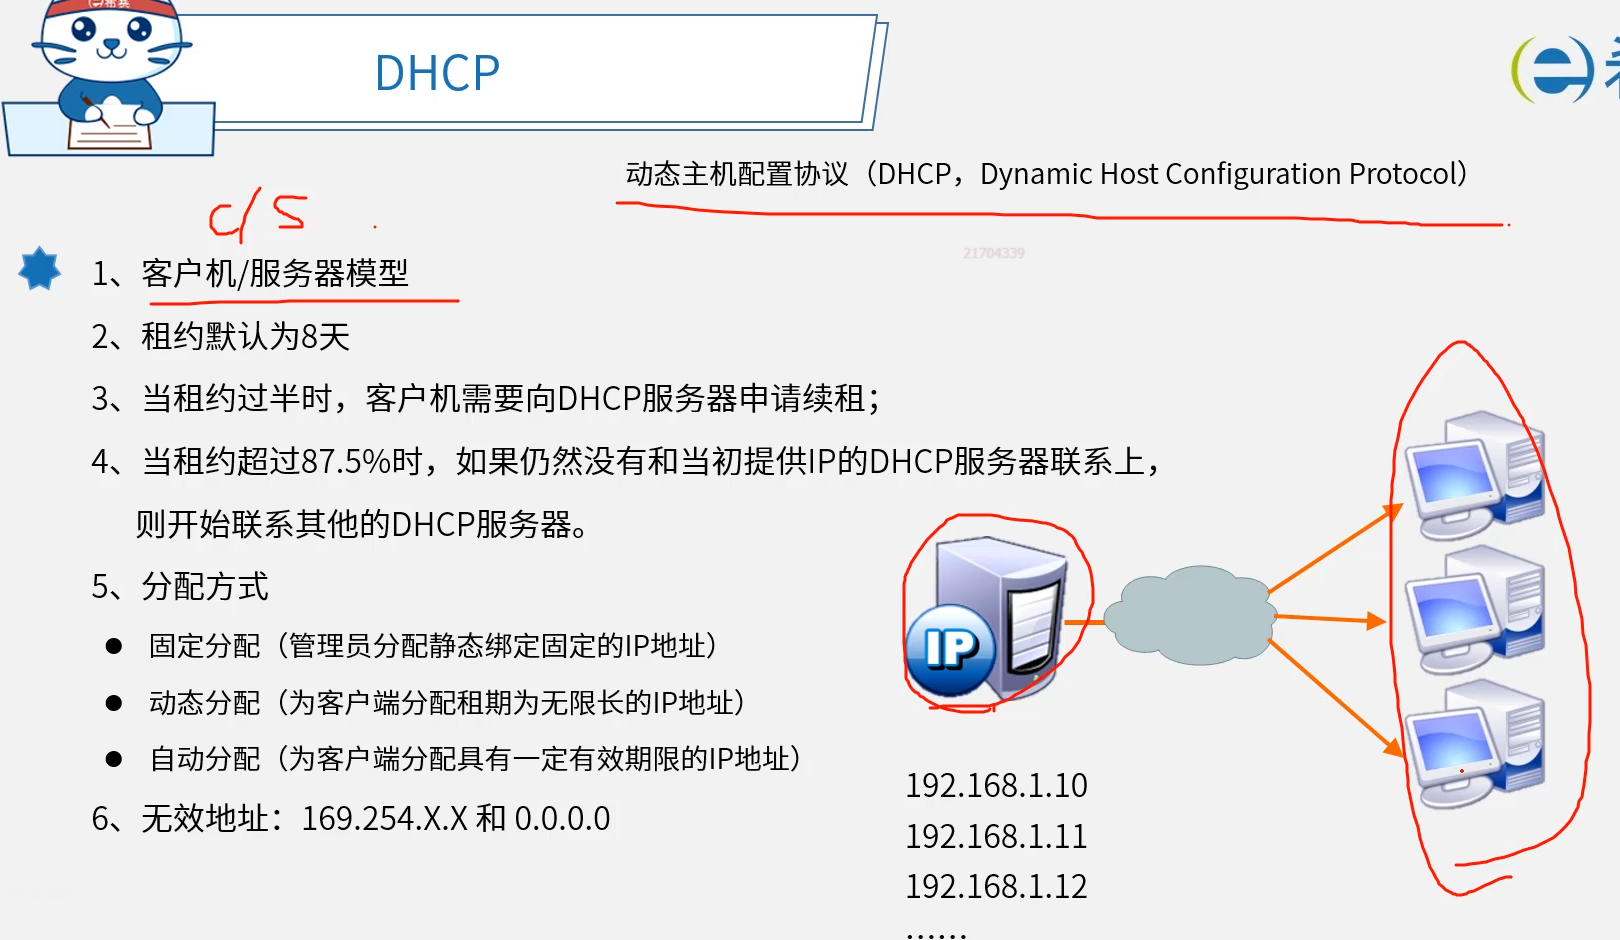 DHCP
动态主机配置协议（DHCP，Dynamic Host Configuration Protocol）
c/s
21704339
1、客户机/服务器模型
2、租约默认为8天
3、当租约过半时，客户机需要向DHCP服务器申请续租；
4、当租约超过87.5%时，如果仍然没有和当初提供IP的DHCP服务器联系上，
则开始联系其他的DHCP服务器。
5、分配方式
● 固定分配（管理员分配静态绑定固定的IP地址）
● 动态分配（为客户端分配租期为无限长的IP地址）
● 自动分配（为客户端分配具有一定有效期限的IP地址）
6、无效地址：169.254.X.X 和 0.0.0.0
IP
192.168.1.10
192.168.1.11
192.168.1.12
……